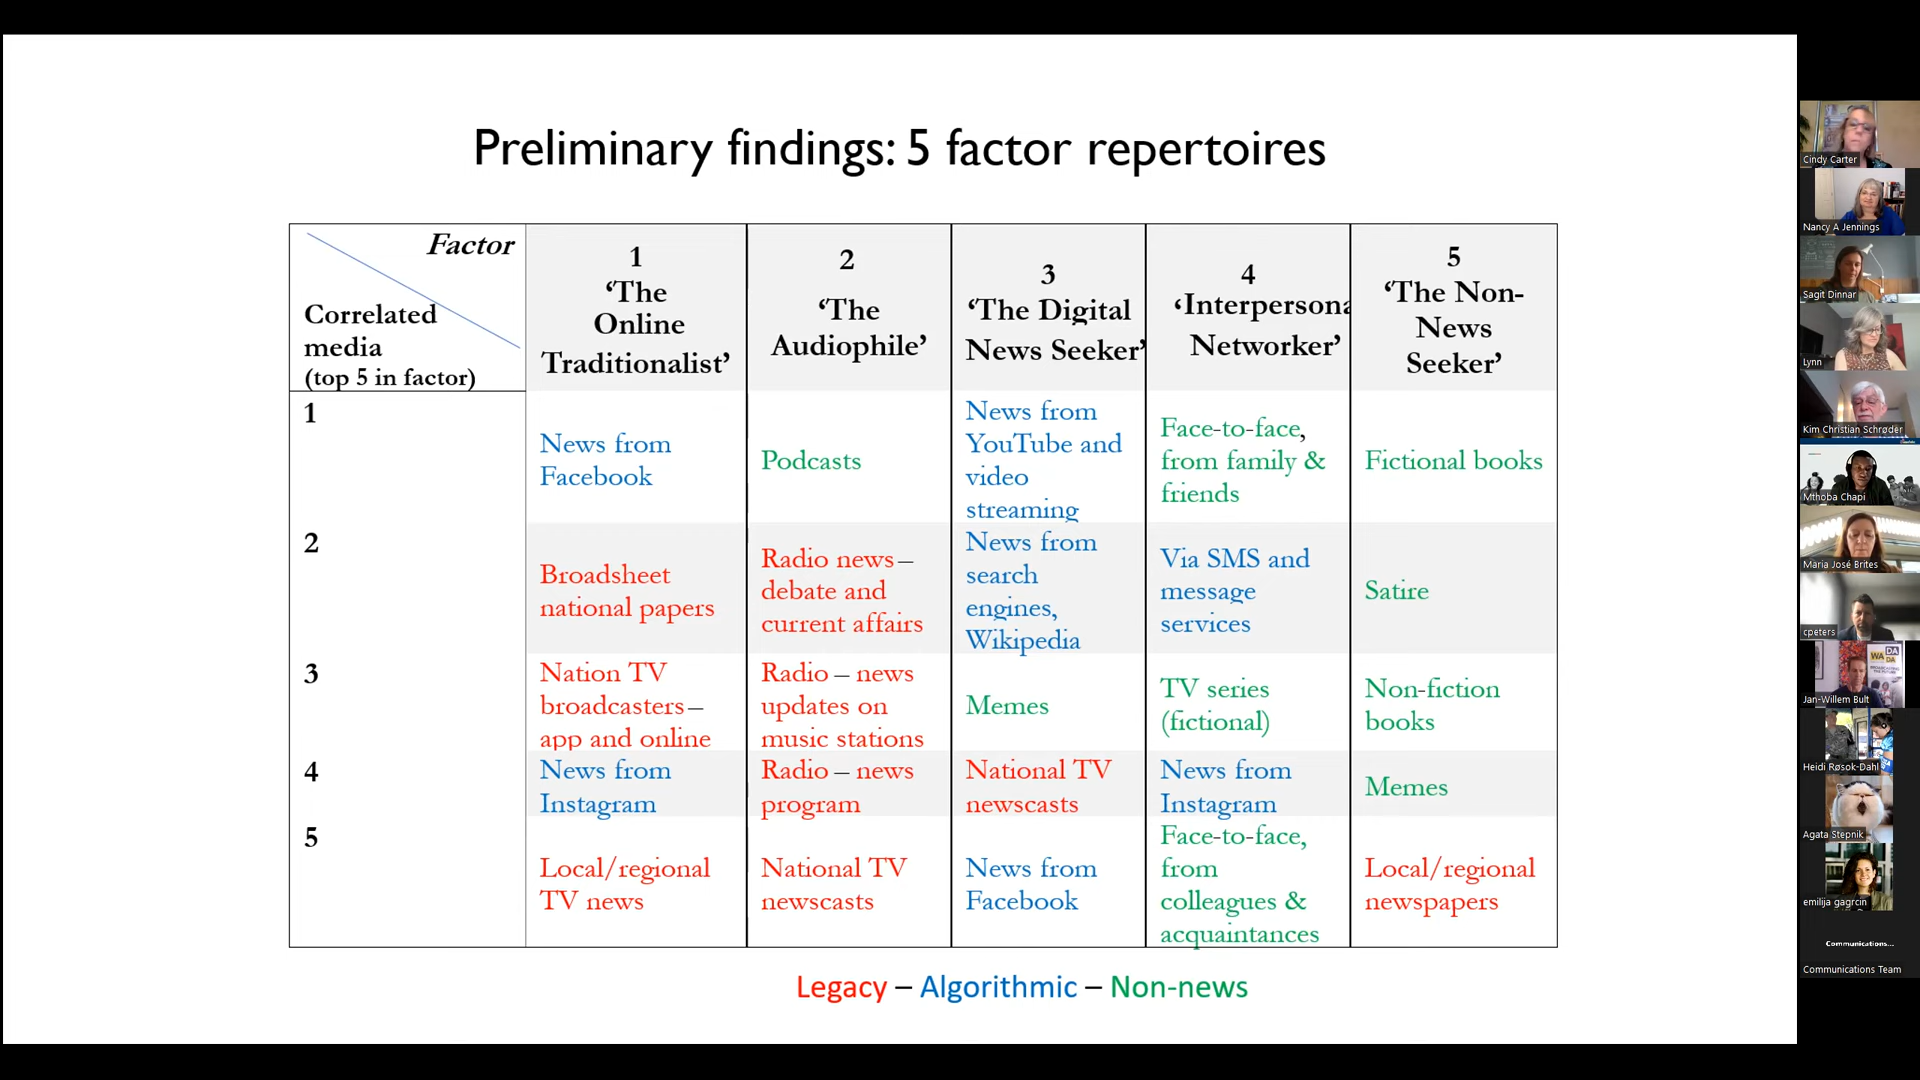 Preliminary findings: 5 factor repertoires
Factor
Correlated
media
(top 5 in factor)
1
‘The
Online
Traditionalist’
2
‘The
Audiophile’
3
‘The Digital
News Seeker’
4
‘Interpersona
Networker’
5
‘The Non-
News
Seeker’
1
News from
Facebook
Podcasts
News from
YouTube and
video
streaming
Face-to-face,
from family &
friends
Fictional books
2
Broadsheet
national papers
Radio news –
debate and
current affairs
News from
search
engines,
Wikipedia
Via SMS and
message
services
Satire
3
Nation TV
broadcasters –
app and online
Radio – news
updates on
music stations
Memes
TV series
(fictional)
Non-fiction
books
4
News from
Instagram
Radio – news
program
National TV
newscasts
News from
Instagram
Memes
5
Local/regional
TV news
National TV
newscasts
News from
Facebook
Face-to-face,
from
colleagues &
acquaintances
Local/regional
newspapers
Legacy – Algorithmic – Non-news
Cindy Carter
Nancy A Jennings
Sagit Dinnar
Lynn
Kim Christian Schrøder
Mthoba Chapi
Maria José Brites
cpeters
WA DA
DA
Jan-Willem Bult
Heidi Røsok-Dahl
Agata Stepnik
emilija gagrcin
Communications...
Communications Team